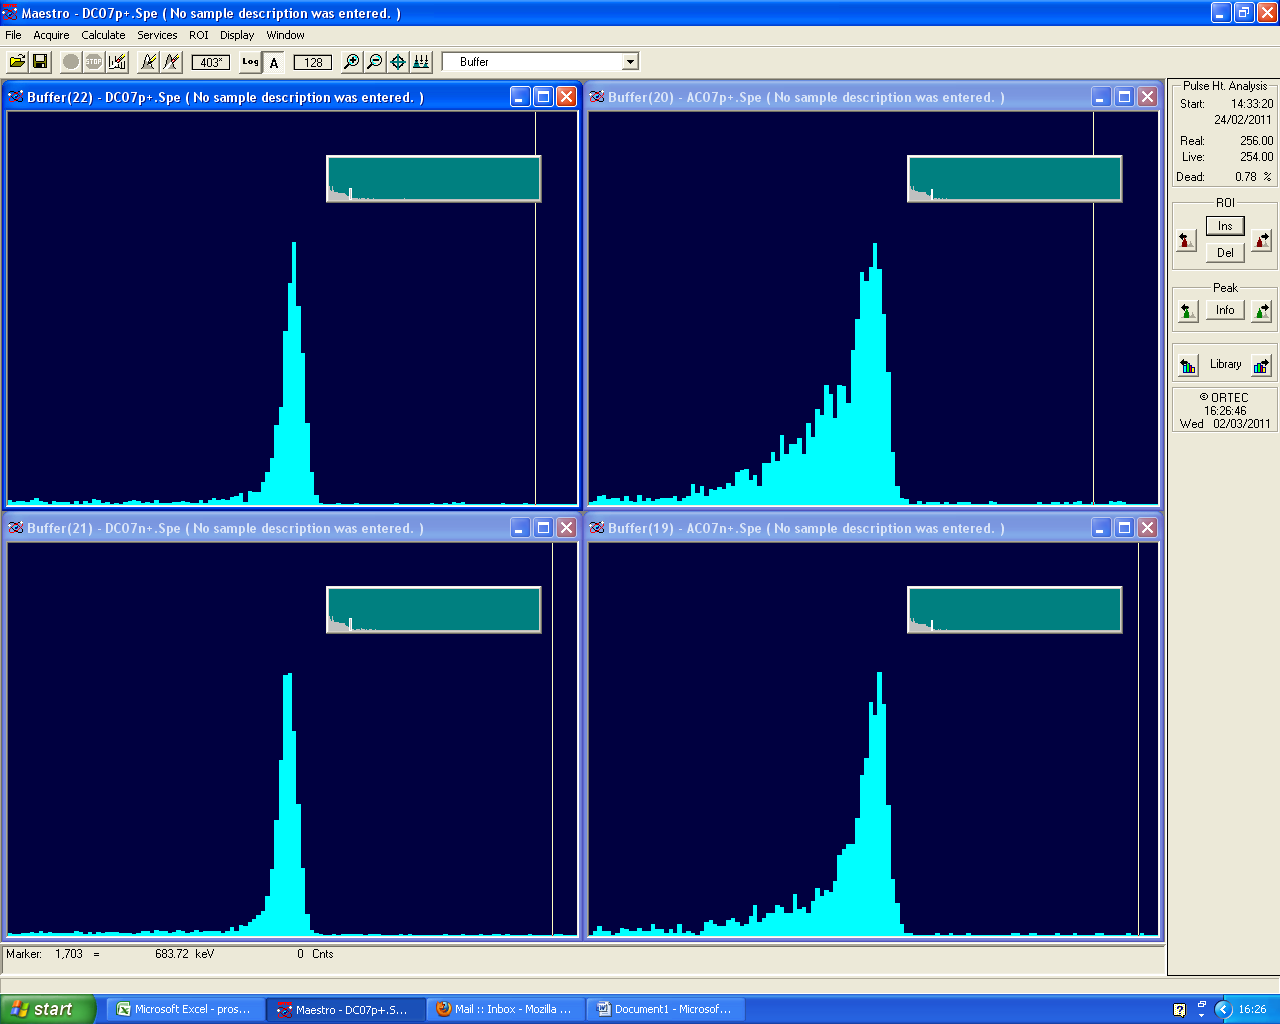 Maestro - DC07p+.Spe ( No sample description was entered. )
File Acquire Calculate Services ROI Display Window
STOP 403* Log A 128 Buffer
Buffer(22) - DC07p+.Spe ( No sample description was entered. )
Buffer(20) - AC07p+.Spe ( No sample description was entered. )
Buffer(21) - DC07n+.Spe ( No sample description was entered. )
Buffer(19) - AC07n+.Spe ( No sample description was entered. )
Pulse Ht. Analysis
Start: 14:33:20
24/02/2011
Real: 256.00
Live: 254.00
Dead: 0.78 %
ROI
Ins
Del
Peak
Info
Library
© ORTEC
16:26:46
Wed 02/03/2011
Marker: 1,703 = 683.72 keV 0 Cnts
start Microsoft Excel - pros... Maestro - DC07p+.S... Mail :: Inbox - Mozilla ... Document1 - Microsof... 16:26